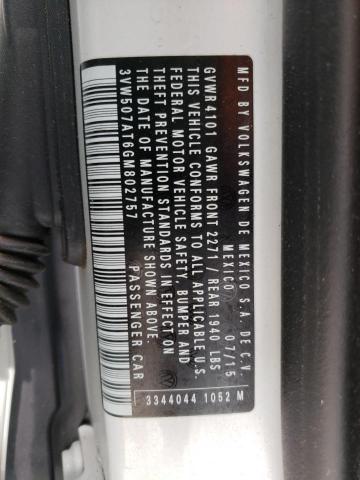 MFD BY VOLKSWAGEN DE MEXICO S.A. DE C.V.
MEXICO 07/15
GVWR 4101 GAWR FRONT 2271 / REAR 1940 LBS
THIS VEHICLE CONFORMS TO ALL APPLICABLE U.S.
FEDERAL MOTOR VEHICLE SAFETY, BUMPER AND
THEFT PREVENTION STANDARDS IN EFFECT ON
THE DATE OF MANUFACTURE SHOWN ABOVE.
3VW507AT6GM802757 PASSENGER CAR
3344044 1052 M